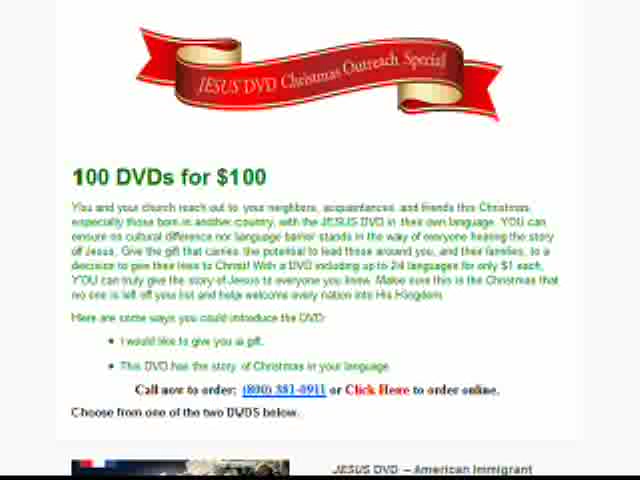 JESUS DVD Christmas Outreach Special
100 DVDs for $100
You and your church reach out to your neighbors, acquaintances and friends this Christmas
especially those born in another country, with the JESUS DVD in their own language. YOU can
ensure no cultural difference nor language barrier stands in the way of everyone hearing the story
of Jesus. Give the gift that carries the potential to lead those around you, and their families, to a
decision to give their lives to Christ! With a DVD including up to 24 languages for only $1 each,
YOU can truly give the story of Jesus to everyone you know. Make sure this is the Christmas that
no one is left off your list and help welcome every nation into His Kingdom.
Here are some ways you could introduce the DVD:
• I would like to give you a gift.
• This DVD has the story of Christmas in your language.
Call now to order: (800) 381-0911 or Click Here to order online.
Choose from one of the two DVDS below.
JESUS DVD – American Immigrant